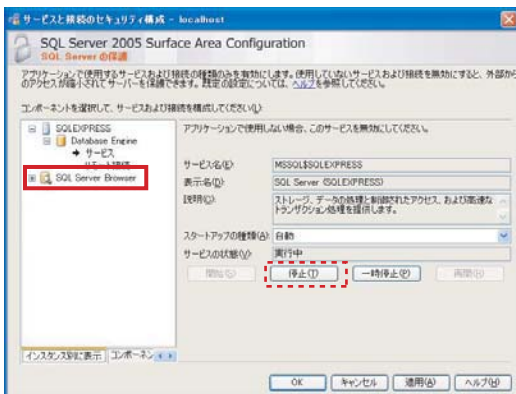 サービスと接続のセキュリティ構成 - localhost
SQL Server 2005 Surface Area Configuration
SQL Server の保護
アプリケーションで使用するサービスおよび接続の種類のみを有効にします。使用していないサービスおよび接続を無効にすると、外部から
のアクセスが縮小されてサーバーを保護できます。既定の設定については、ヘルプを参照してください。
コンポーネントを選択して、サービスおよび接続を構成してください(L):
SQLEXPRESS
Database Engine
サービス
リモート接続
SQL Server Browser
アプリケーションで使用しない場合、このサービスを無効にしてください。
サービス名(E):
MSSQL$SQLEXPRESS
表示名(D):
SQL Server (SQLEXPRESS)
説明(C):
ストレージ、データの処理と制御されたアクセス、および高速な
トランザクション処理を提供します。
スタートアップの種類(A):
自動
サービスの状態(V):
実行中
開始(S)
停止(T)
一時停止(P)
再開(R)
インスタンス別に表示
コンポーネン
OK
キャンセル
適用(A)
ヘルプ(H)